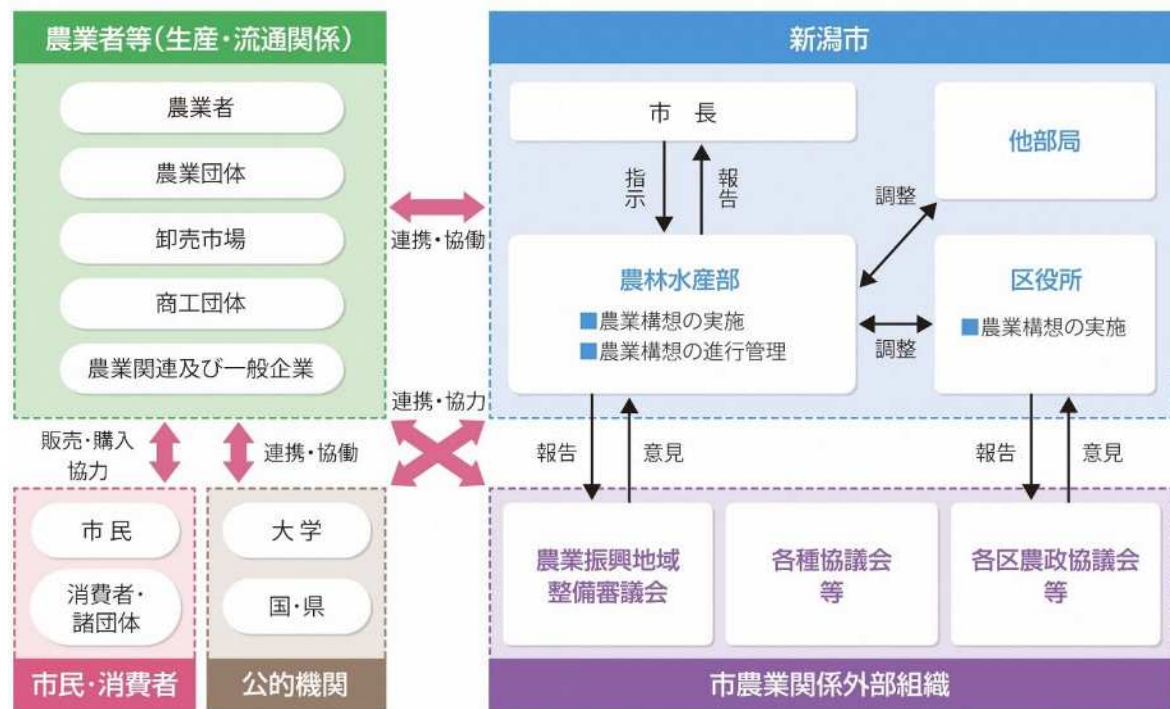 農業者等(生産・流通関係)
農業者
農業団体
卸売市場
商工団体
農業関連及び一般企業
連携・協働
新潟市
市 長
指示
報告
他部局
調整
農林水産部
■農業構想の実施
■農業構想の進行管理
調整
区役所
■農業構想の実施
販売・購入
協力
連携・協働
連携・協力
報告
意見
報告
意見
市 民
消費者・
諸団体
市民・消費者
大 学
国・県
公的機関
農業振興地域
整備審議会
各種協議会
等
各区農政協議会
等
市農業関係外部組織